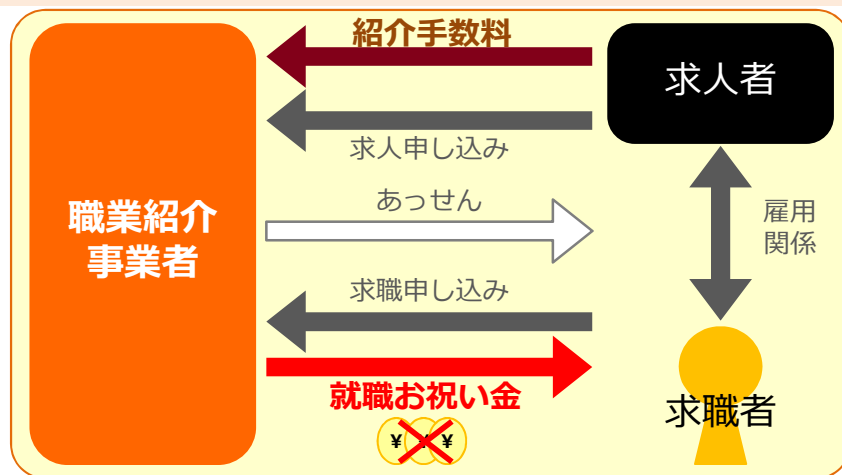 紹介手数料
求人者
求人申し込み
あっせん
職業紹介
事業者
雇用
関係
求職申し込み
就職お祝い金
求職者
¥ ¥ ¥